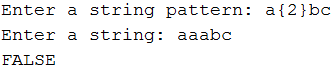 Enter a string pattern: a{2}bc
Enter a string: aaabc
FALSE